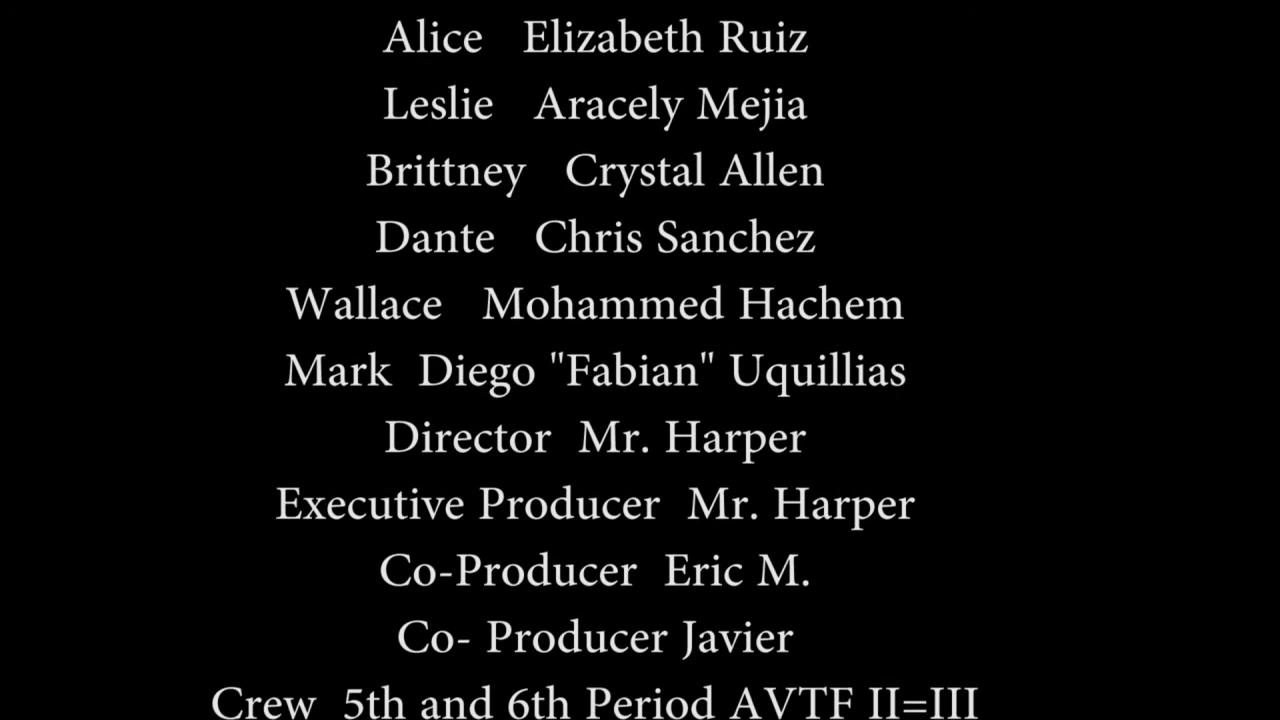 Alice Elizabeth Ruiz
Leslie Aracely Mejia
Brittney Crystal Allen
Dante Chris Sanchez
Wallace Mohammed Hachem
Mark Diego "Fabian" Uquillias
Director Mr. Harper
Executive Producer Mr. Harper
Co-Producer Eric M.
Co- Producer Javier
Crew 5th and 6th Period AVTF II=III